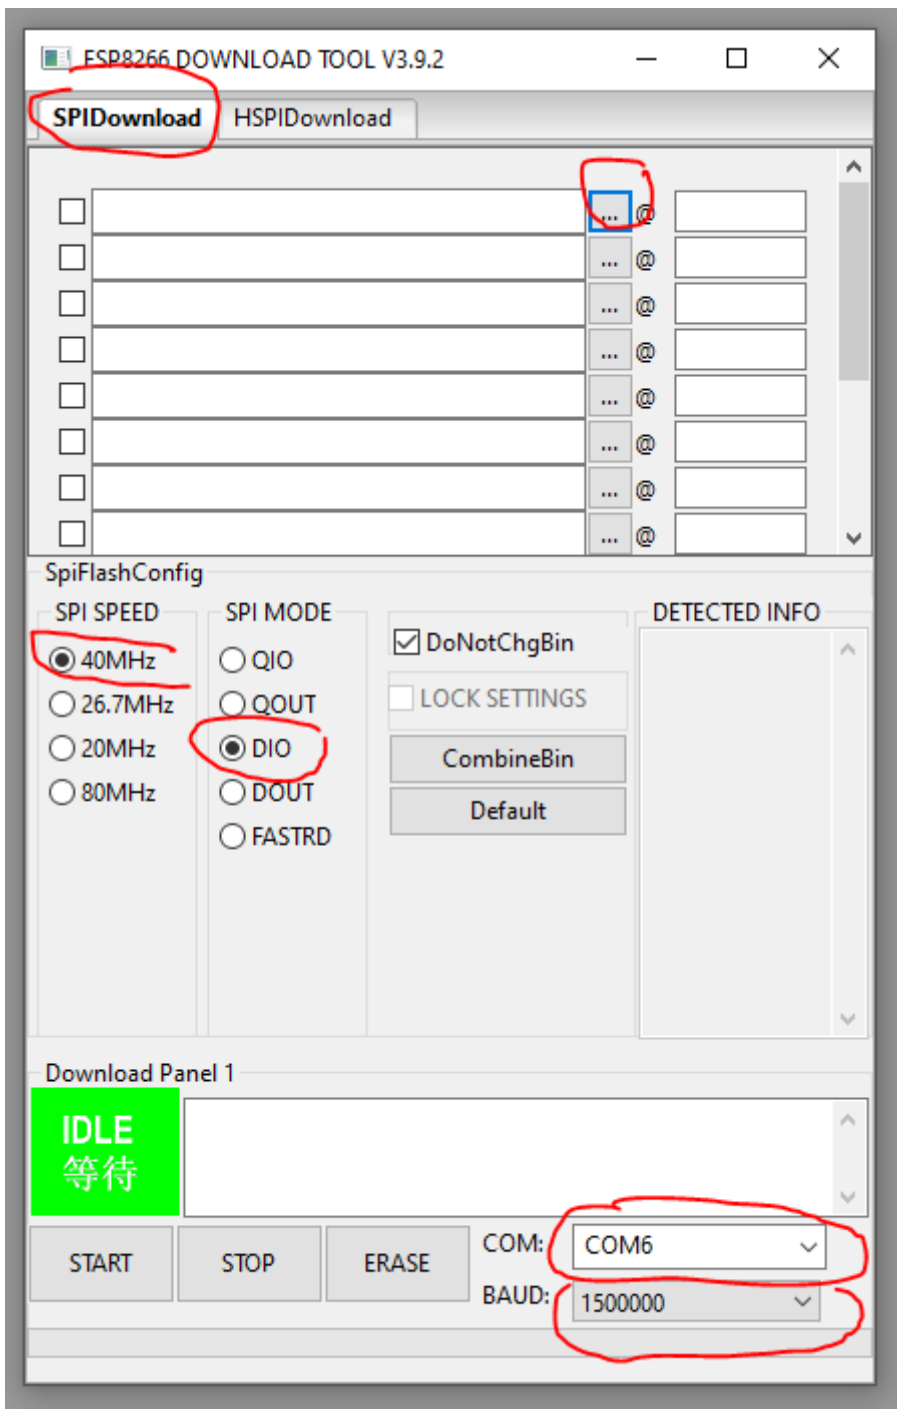 ESP8266 DOWNLOAD TOOL V3.9.2
SPIDownload HSPIDownload
... @
... @
... @
... @
... @
... @
... @
... @
SpiFlashConfig
SPI SPEED SPI MODE DETECTED INFO
40MHz QIO DoNotChgBin
26.7MHz QOUT LOCK SETTINGS
20MHz DIO CombineBin
80MHz DOUT Default
FASTRD
Download Panel 1
IDLE
等待
START STOP ERASE COM: COM6
BAUD: 1500000